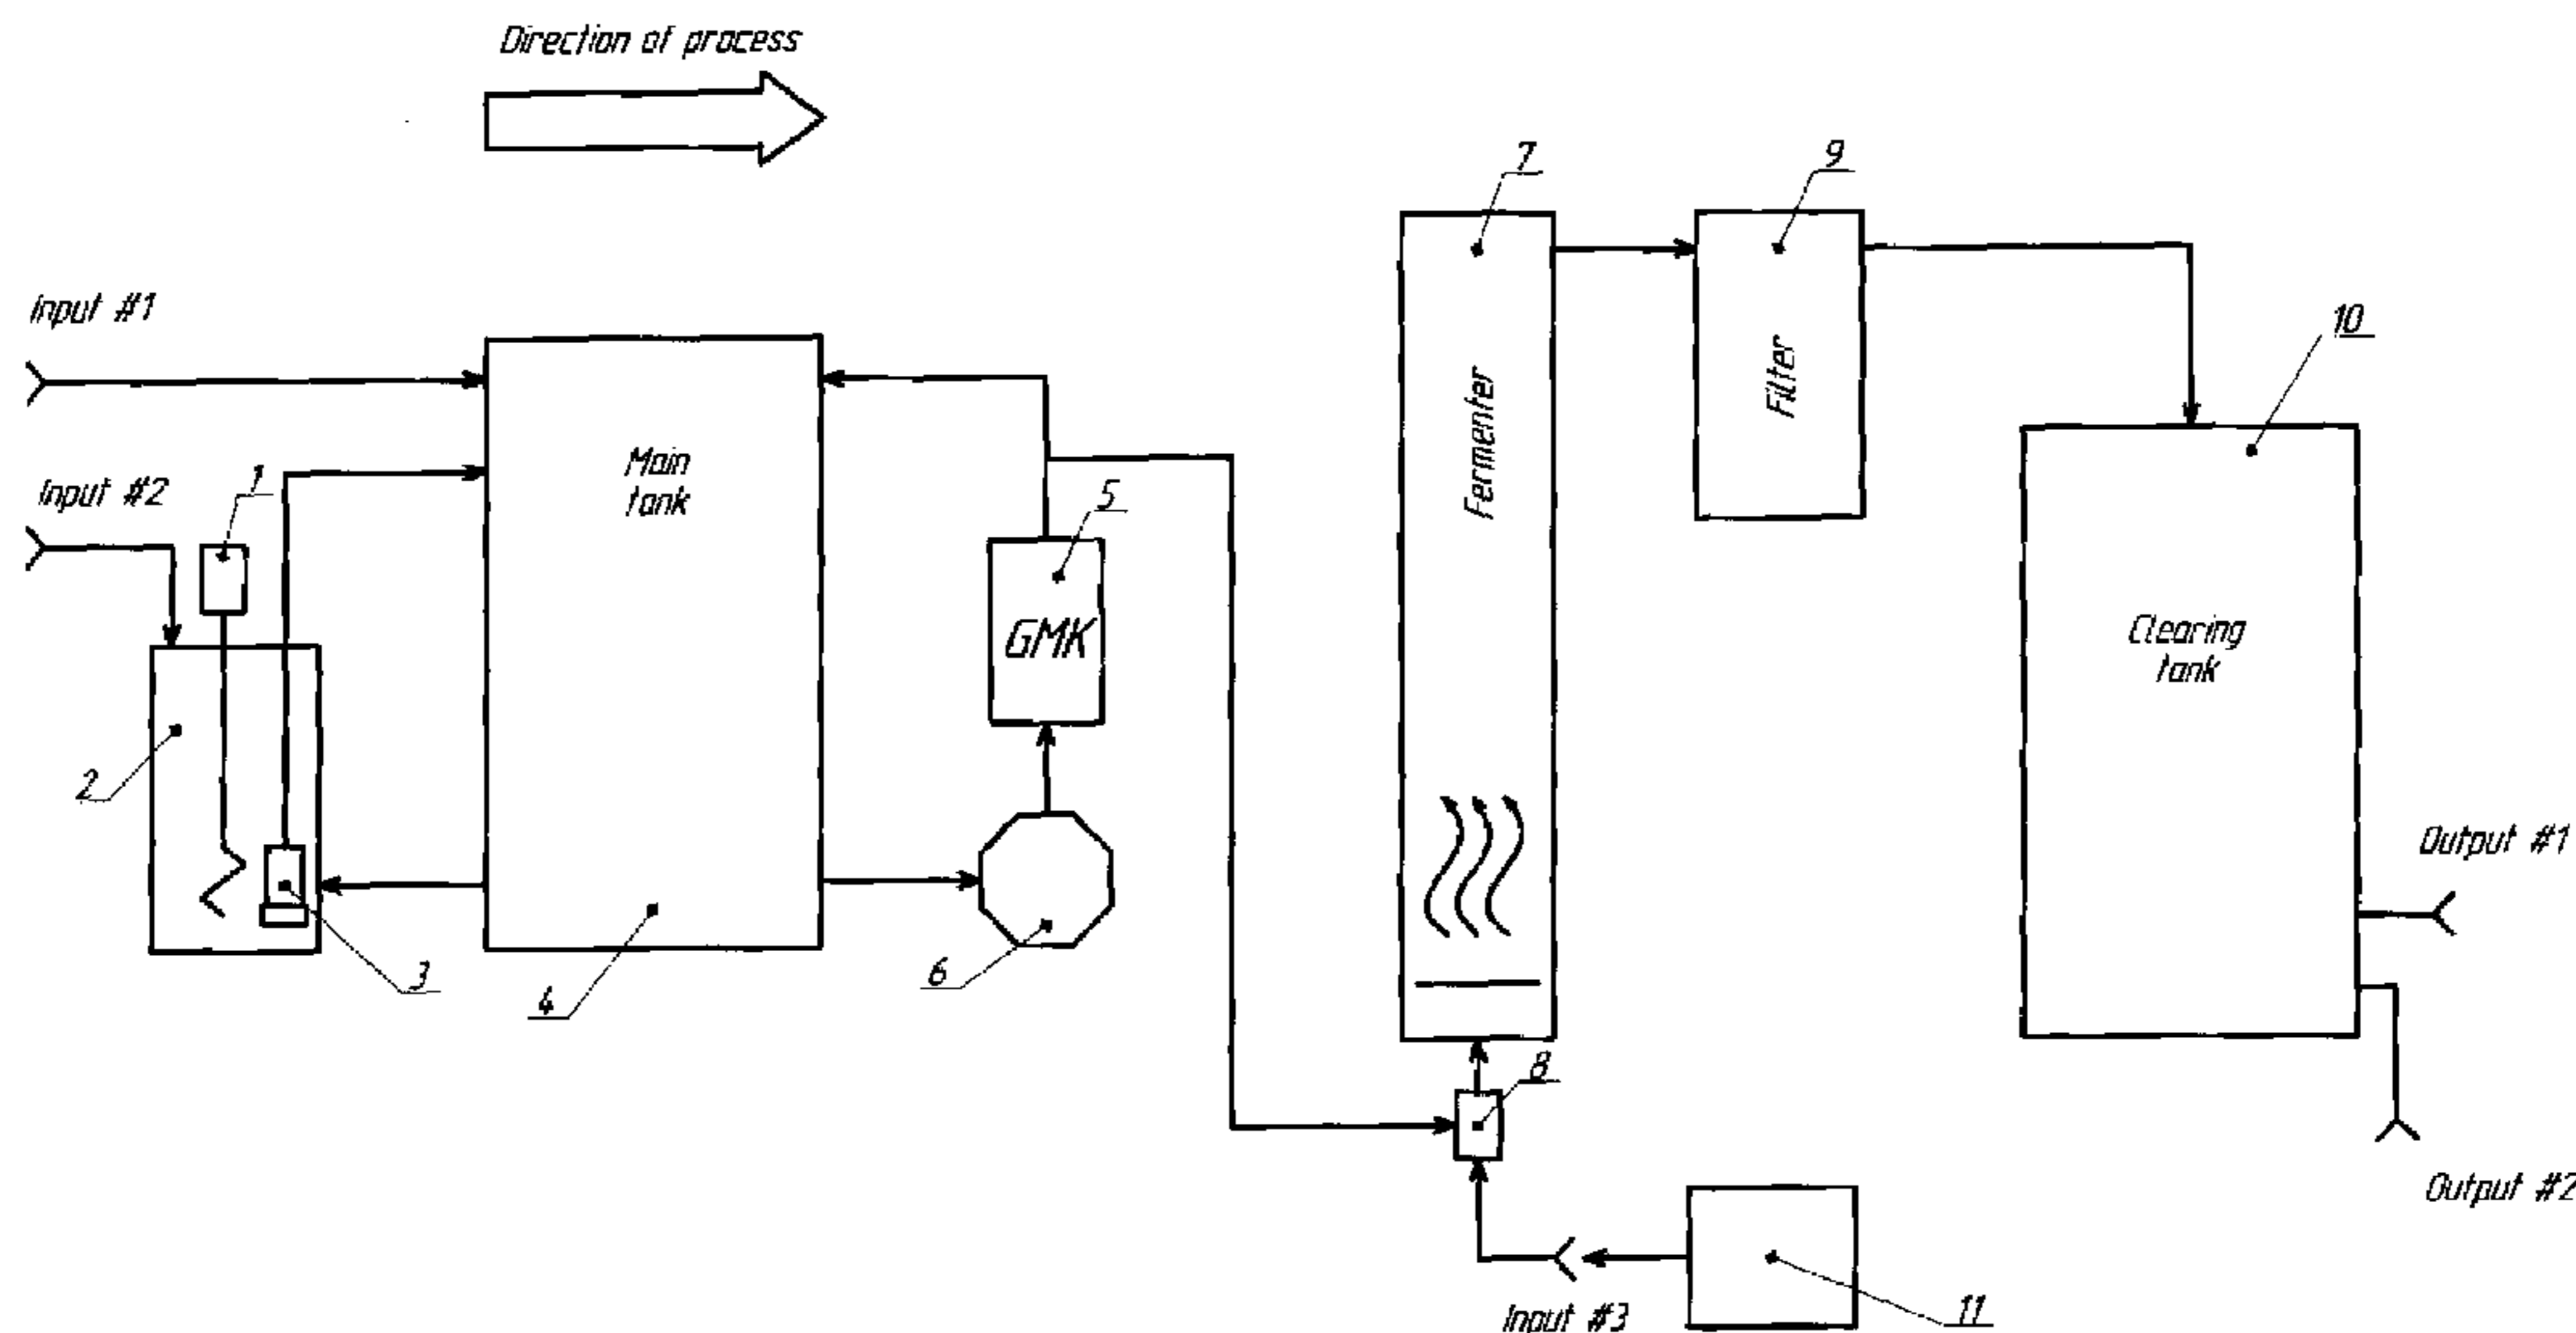 Direction of process
7
9
Input #1
10
Main
tank
Input #2
1
5
Fermenter
Filter
GMK
Clearing
tank
2
Output #1
3
6
4
8
Output #2
Input #3
11